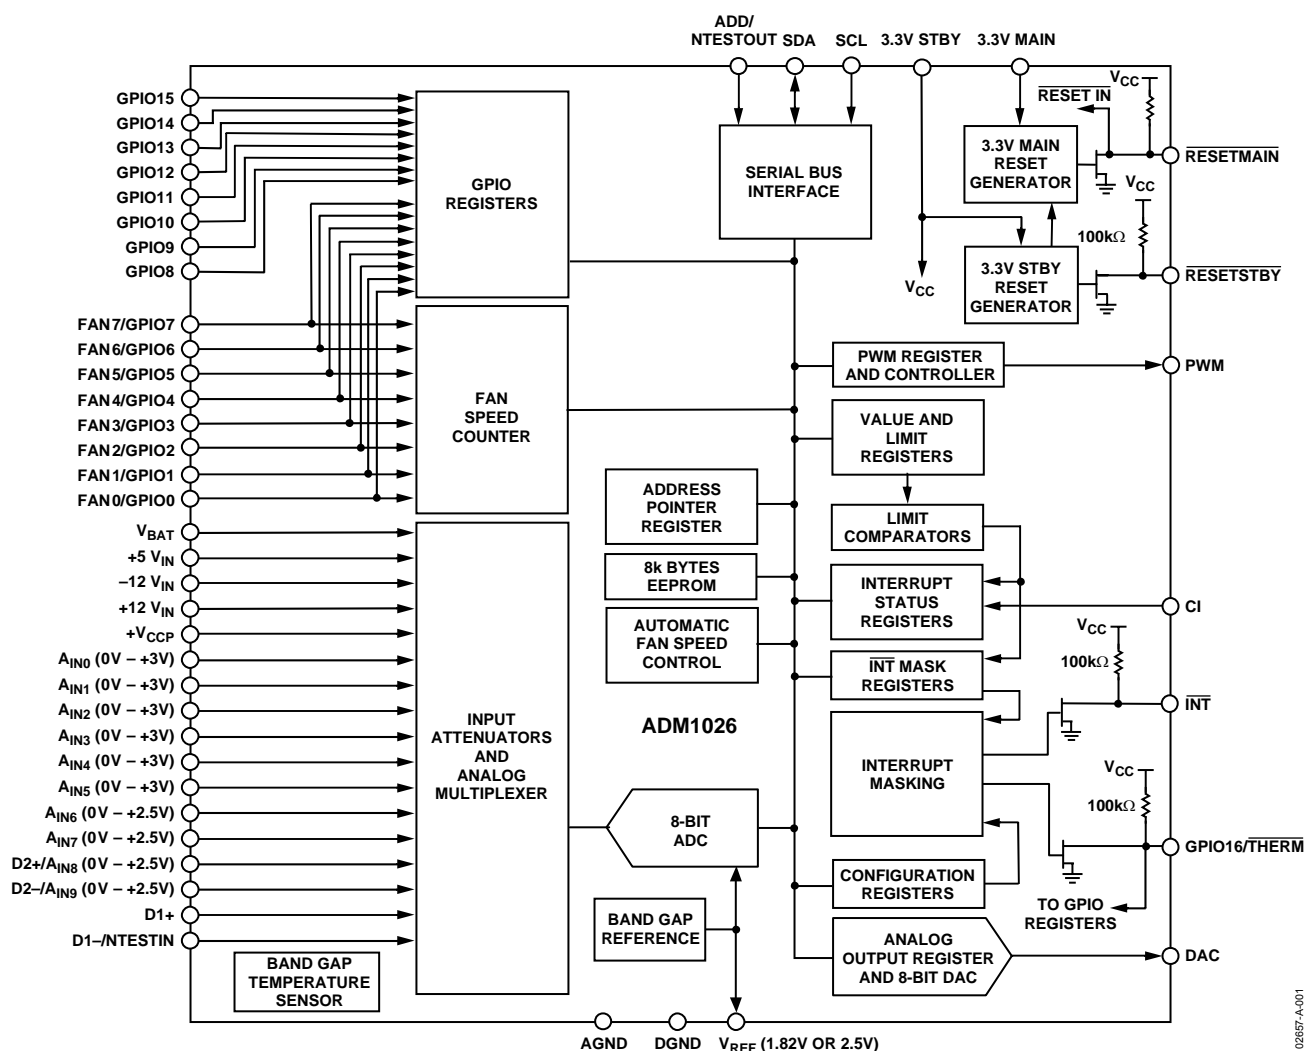 ADD/
NTESTOUT SDA SCL 3.3V STBY 3.3V MAIN
GPIO15
GPIO14
GPIO13
GPIO12
GPIO11
GPIO10
GPIO9
GPIO8
GPIO
REGISTERS
SERIAL BUS
INTERFACE
3.3V MAIN
RESET
GENERATOR
RESET IN
VCC
RESETMAIN
VCC
100kΩ
3.3V STBY
RESET
GENERATOR
VCC
RESETSTBY
FAN7/GPIO7
FAN6/GPIO6
FAN5/GPIO5
FAN4/GPIO4
FAN3/GPIO3
FAN2/GPIO2
FAN1/GPIO1
FAN0/GPIO0
FAN
SPEED
COUNTER
PWM REGISTER
AND CONTROLLER
PWM
VALUE AND
LIMIT
REGISTERS
ADDRESS
POINTER
REGISTER
LIMIT
COMPARATORS
8k BYTES
EEPROM
INTERRUPT
STATUS
REGISTERS
CI
AUTOMATIC
FAN SPEED
CONTROL
INT MASK
REGISTERS
VCC
100kΩ
INT
VBAT
+5 VIN
–12 VIN
+12 VIN
+VCCP
AIN0 (0V – +3V)
AIN1 (0V – +3V)
AIN2 (0V – +3V)
AIN3 (0V – +3V)
AIN4 (0V – +3V)
AIN5 (0V – +3V)
AIN6 (0V – +2.5V)
AIN7 (0V – +2.5V)
D2+/AIN8 (0V – +2.5V)
D2–/AIN9 (0V – +2.5V)
D1+
D1–/NTESTIN
INPUT
ATTENUATORS
AND
ANALOG
MULTIPLEXER
ADM1026
INTERRUPT
MASKING
VCC
100kΩ
8-BIT
ADC
GPIO16/THERM
CONFIGURATION
REGISTERS
TO GPIO
REGISTERS
BAND GAP
REFERENCE
ANALOG
OUTPUT REGISTER
AND 8-BIT DAC
DAC
BAND GAP
TEMPERATURE
SENSOR
AGND DGND VREF (1.82V OR 2.5V)
02657-A-001